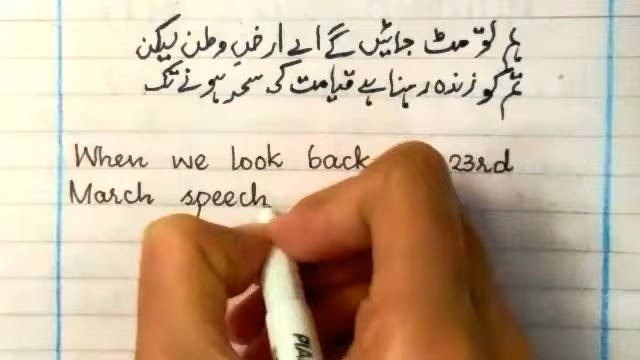 ہم تو مٹ جائیں گے اے ارضِ وطن لیکن
تم کو زندہ رہنا ہے قیامت کی سحر ہونے تک
When we look back 23rd
March speech